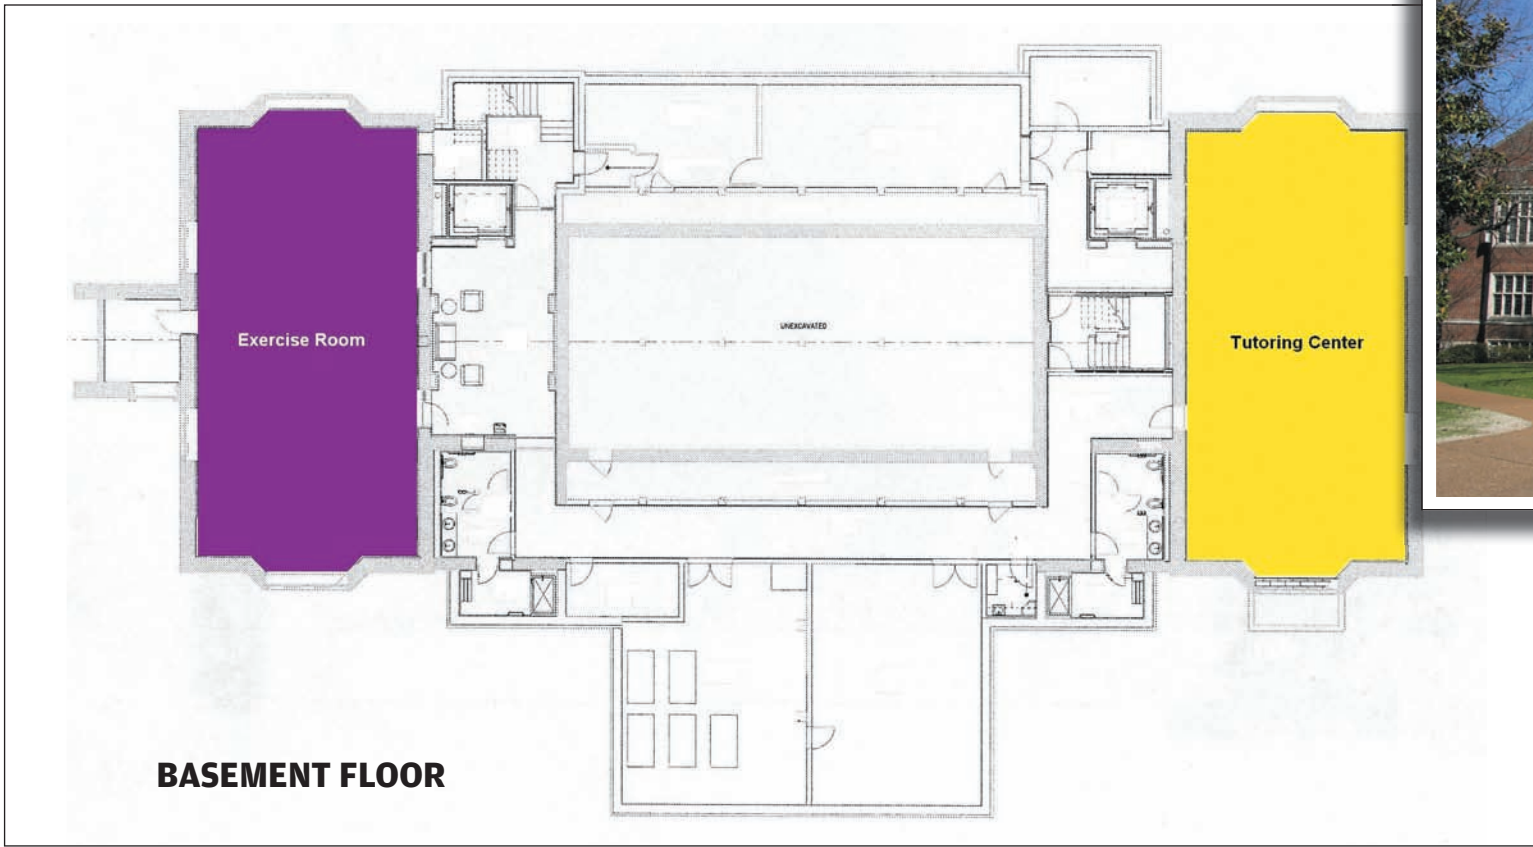 Exercise Room
UNEXCAVATED
Tutoring Center
BASEMENT FLOOR